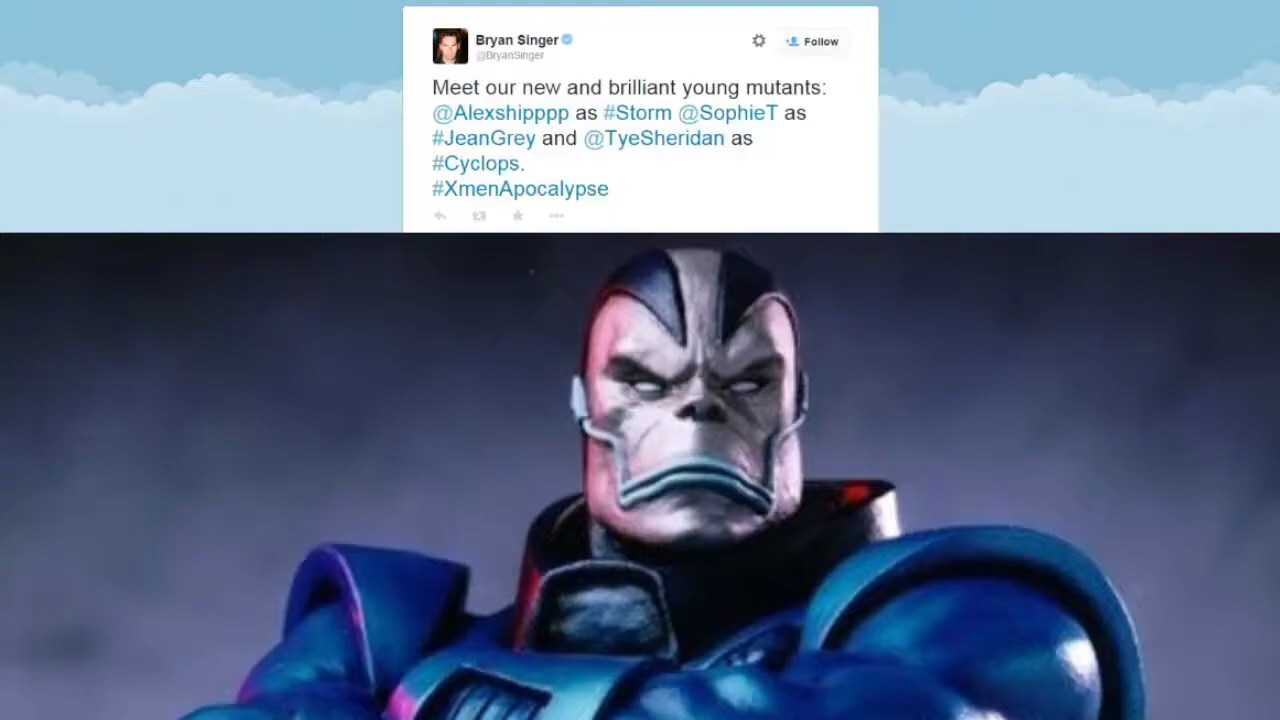 Bryan Singer
@BryanSinger
Follow
Meet our new and brilliant young mutants:
@Alexshipppp as #Storm @SophieT as
#JeanGrey and @TyeSheridan as
#Cyclops.
#XmenApocalypse